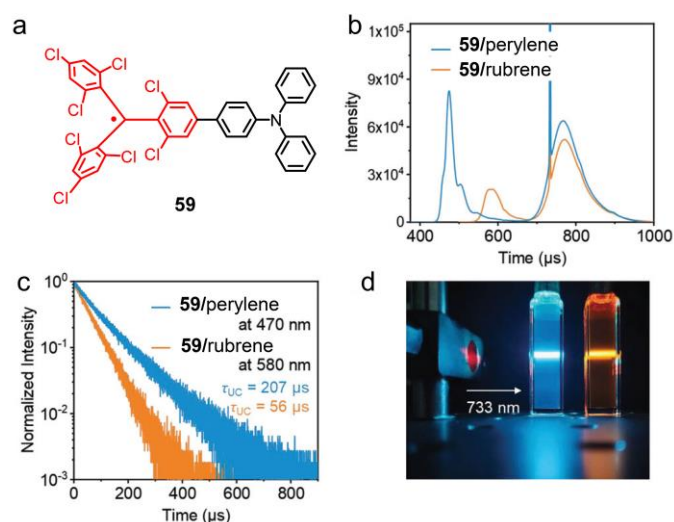 a
Cl
Cl
Cl
Cl
Cl
Cl
Cl
Cl
N
59
b
59/perylene
59/rubrene
1x10⁵
9x10⁴
6x10⁴
3x10⁴
0
Intensity
400 600 800 1000
Time (µs)
c
59/perylene
at 470 nm
59/rubrene
at 580 nm
τUC = 207 µs
τUC = 56 µs
10⁰
10⁻¹
10⁻²
10⁻³
Normalized Intensity
0 200 400 600 800
Time (µs)
d
733 nm